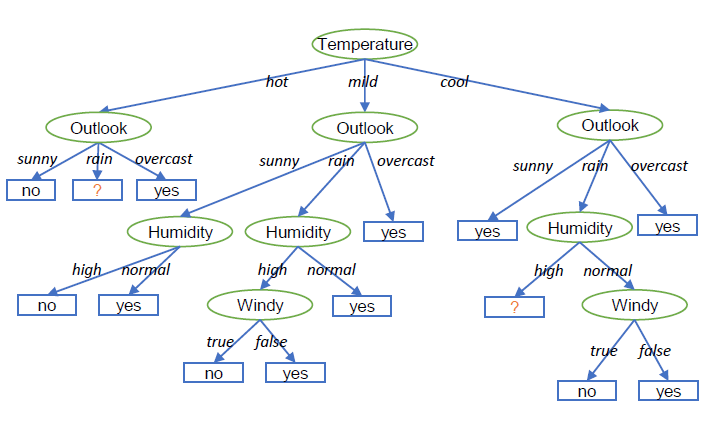 Temperature
hot mild cool
Outlook Outlook Outlook
sunny rain overcast sunny rain overcast sunny rain overcast
no ? yes
Humidity Humidity yes yes Humidity yes
high normal high normal high normal
no yes Windy yes ? Windy
true false true false
no yes no yes